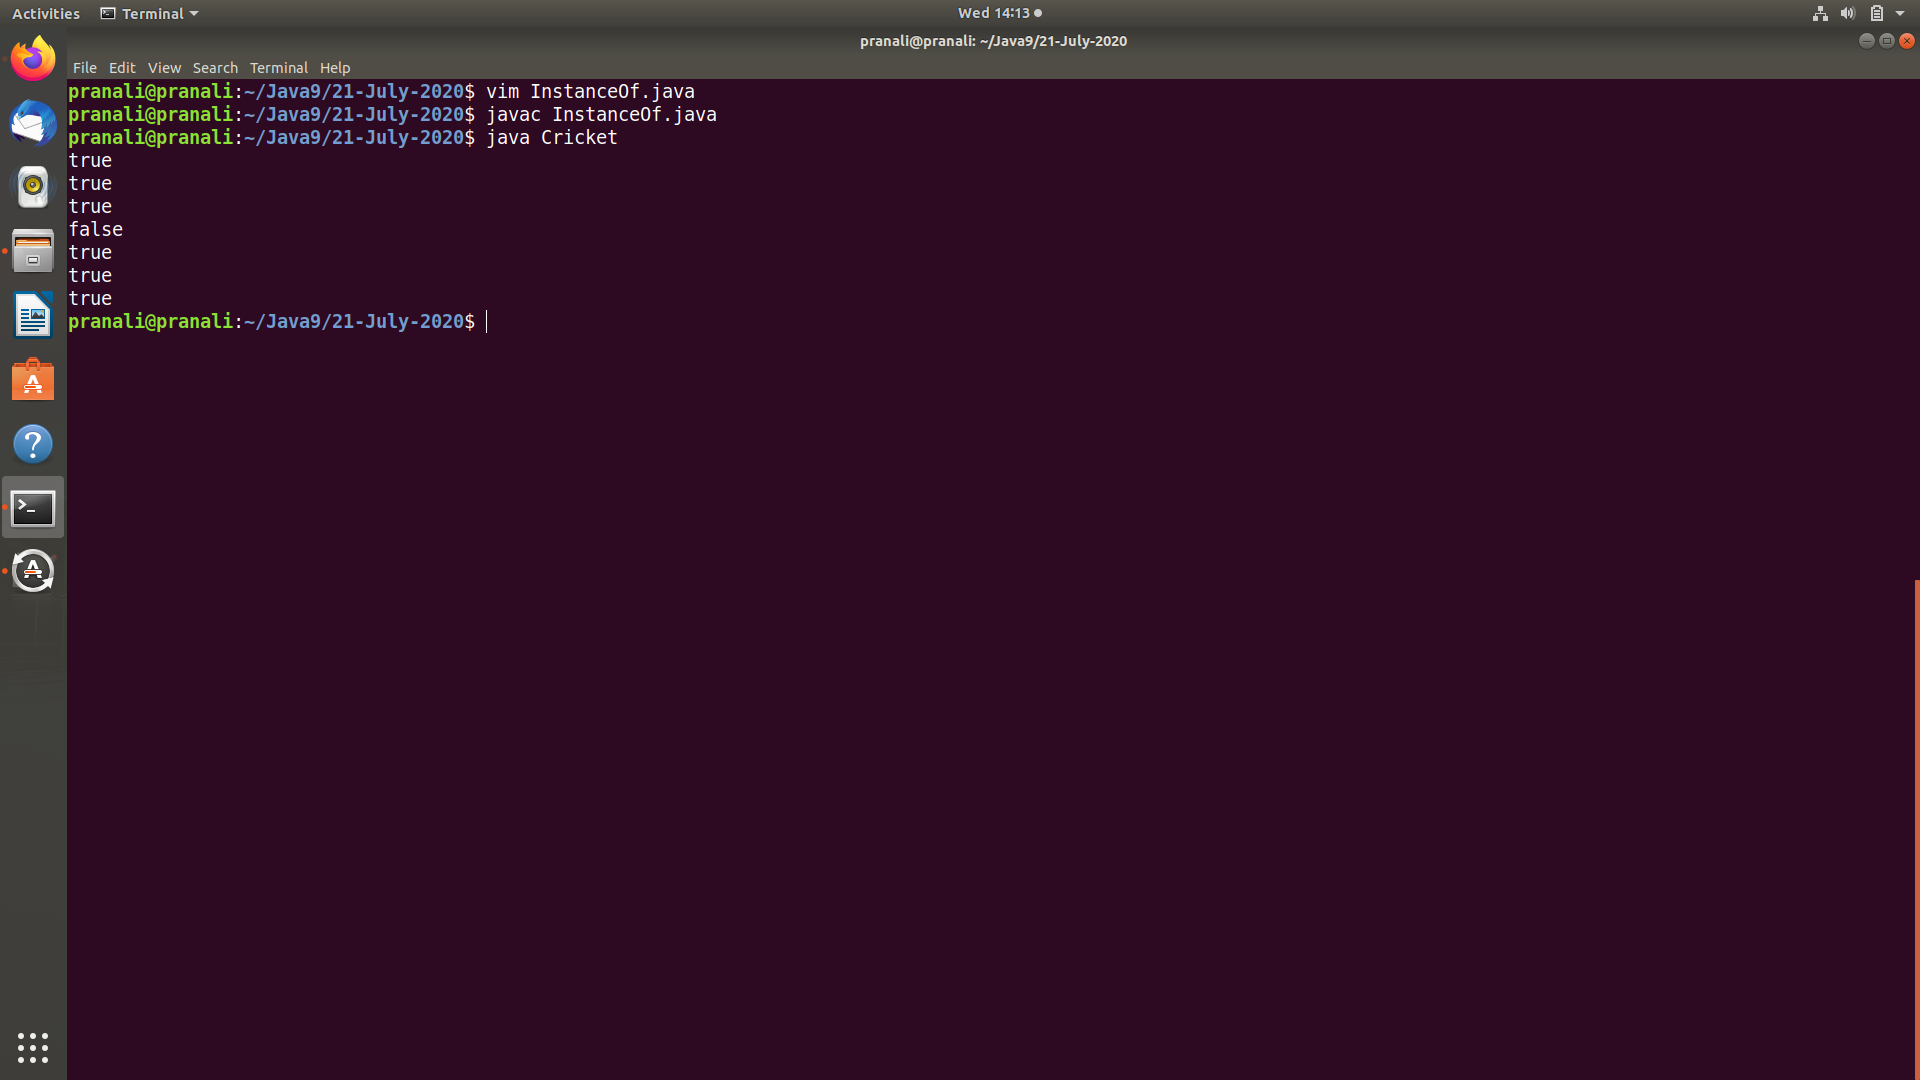 Activities Terminal Wed 14:13
pranali@pranali: ~/Java9/21-July-2020
File Edit View Search Terminal Help
pranali@pranali:~/Java9/21-July-2020$ vim InstanceOf.java
pranali@pranali:~/Java9/21-July-2020$ javac InstanceOf.java
pranali@pranali:~/Java9/21-July-2020$ java Cricket
true
true
true
false
true
true
true
pranali@pranali:~/Java9/21-July-2020$